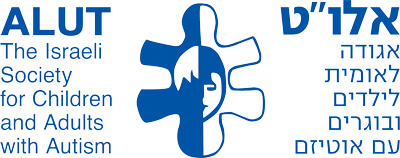 ALUT
The Israeli
Society
for Children
and Adults
with Autism
אלו"ט
אגודה
לאומית
לילדים
ובוגרים
עם אוטיזם